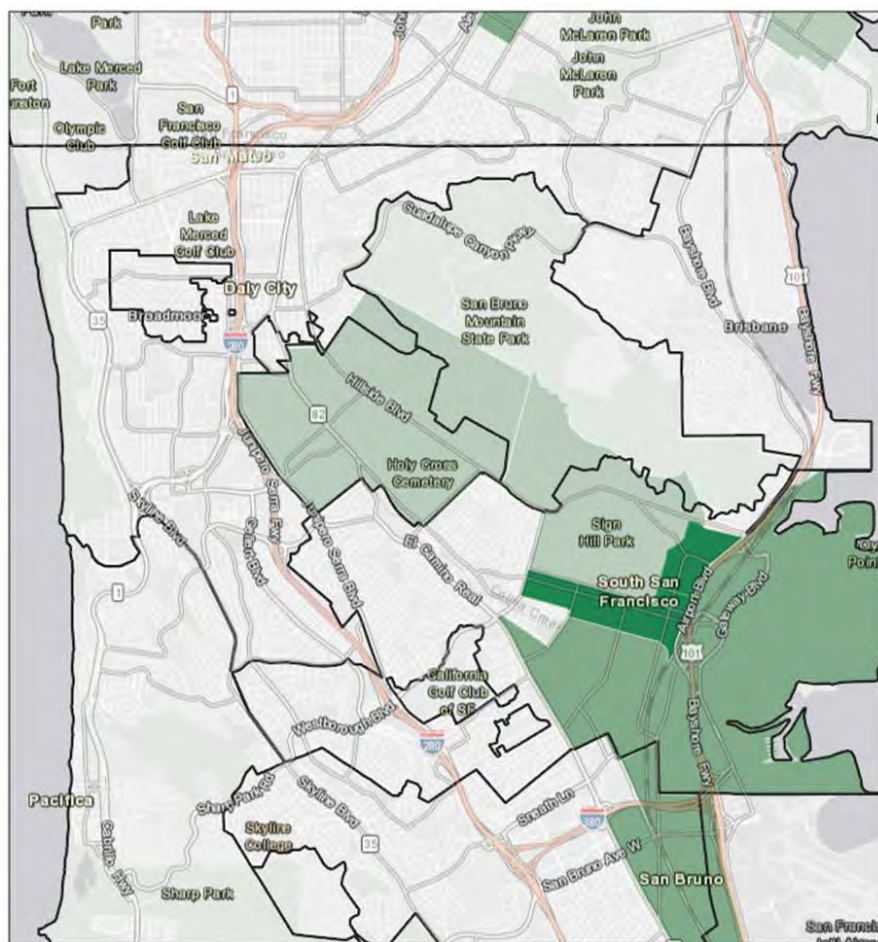 Park
John
McLaren Park
Lake Merced
Park
John
McLaren
Park
Fort
Olympic
Club
1
San
Francisco
Golf Club
San Mateo
Lake
Merced
Golf Club
Guadalupe Canyon Pkwy
Bayshore Blvd
101
Bayshore Fwy
Daly City
35
Broadmoor
280
San Bruno
Mountain
State Park
Brisbane
82
Hillside Blvd
Junipero Serra Fwy
Holy Cross
Cemetery
Skyline Blvd
Callan Blvd
Junipero Serra Blvd
El Camino Real
Sign
Hill Park
Point
1
South San
Francisco
Airport Blvd
Gateway Blvd
101
California
Golf Club
of SF
Westborough Blvd
280
Bayshore Fwy
Pacifica
Sharp Park Rd
Skyline Blvd
Sneath Ln
380
Cabrillo Hwy
Skyline
College
35
San Bruno Ave W
San Bruno
Sharp Park